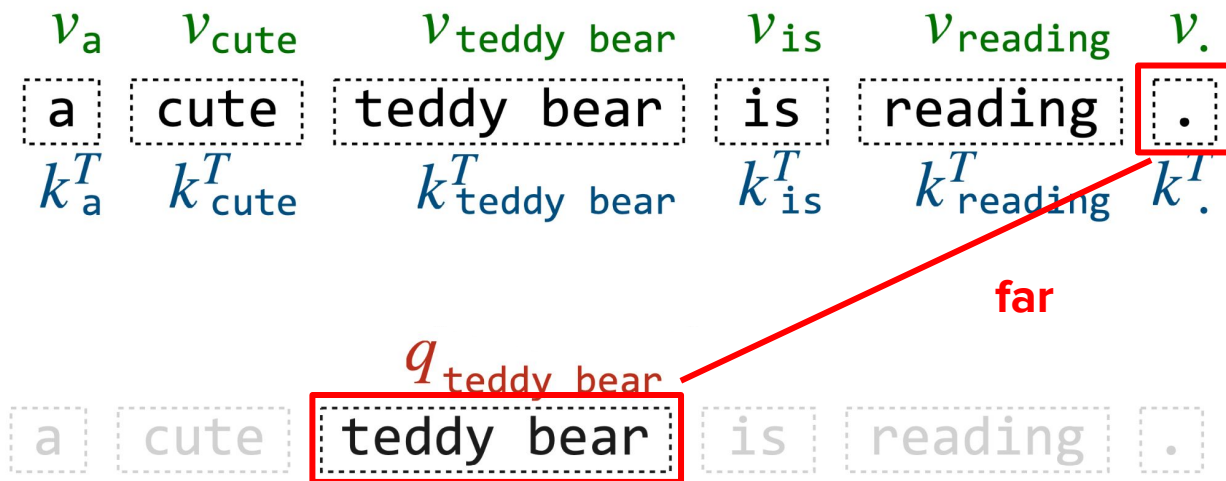 v_a v_cute v_teddy bear v_is v_reading v_.
a cute teddy bear is reading .
k^T_a k^T_cute k^T_teddy bear k^T_is k^T_reading k^T_.
far
q_teddy bear
a cute teddy bear is reading .